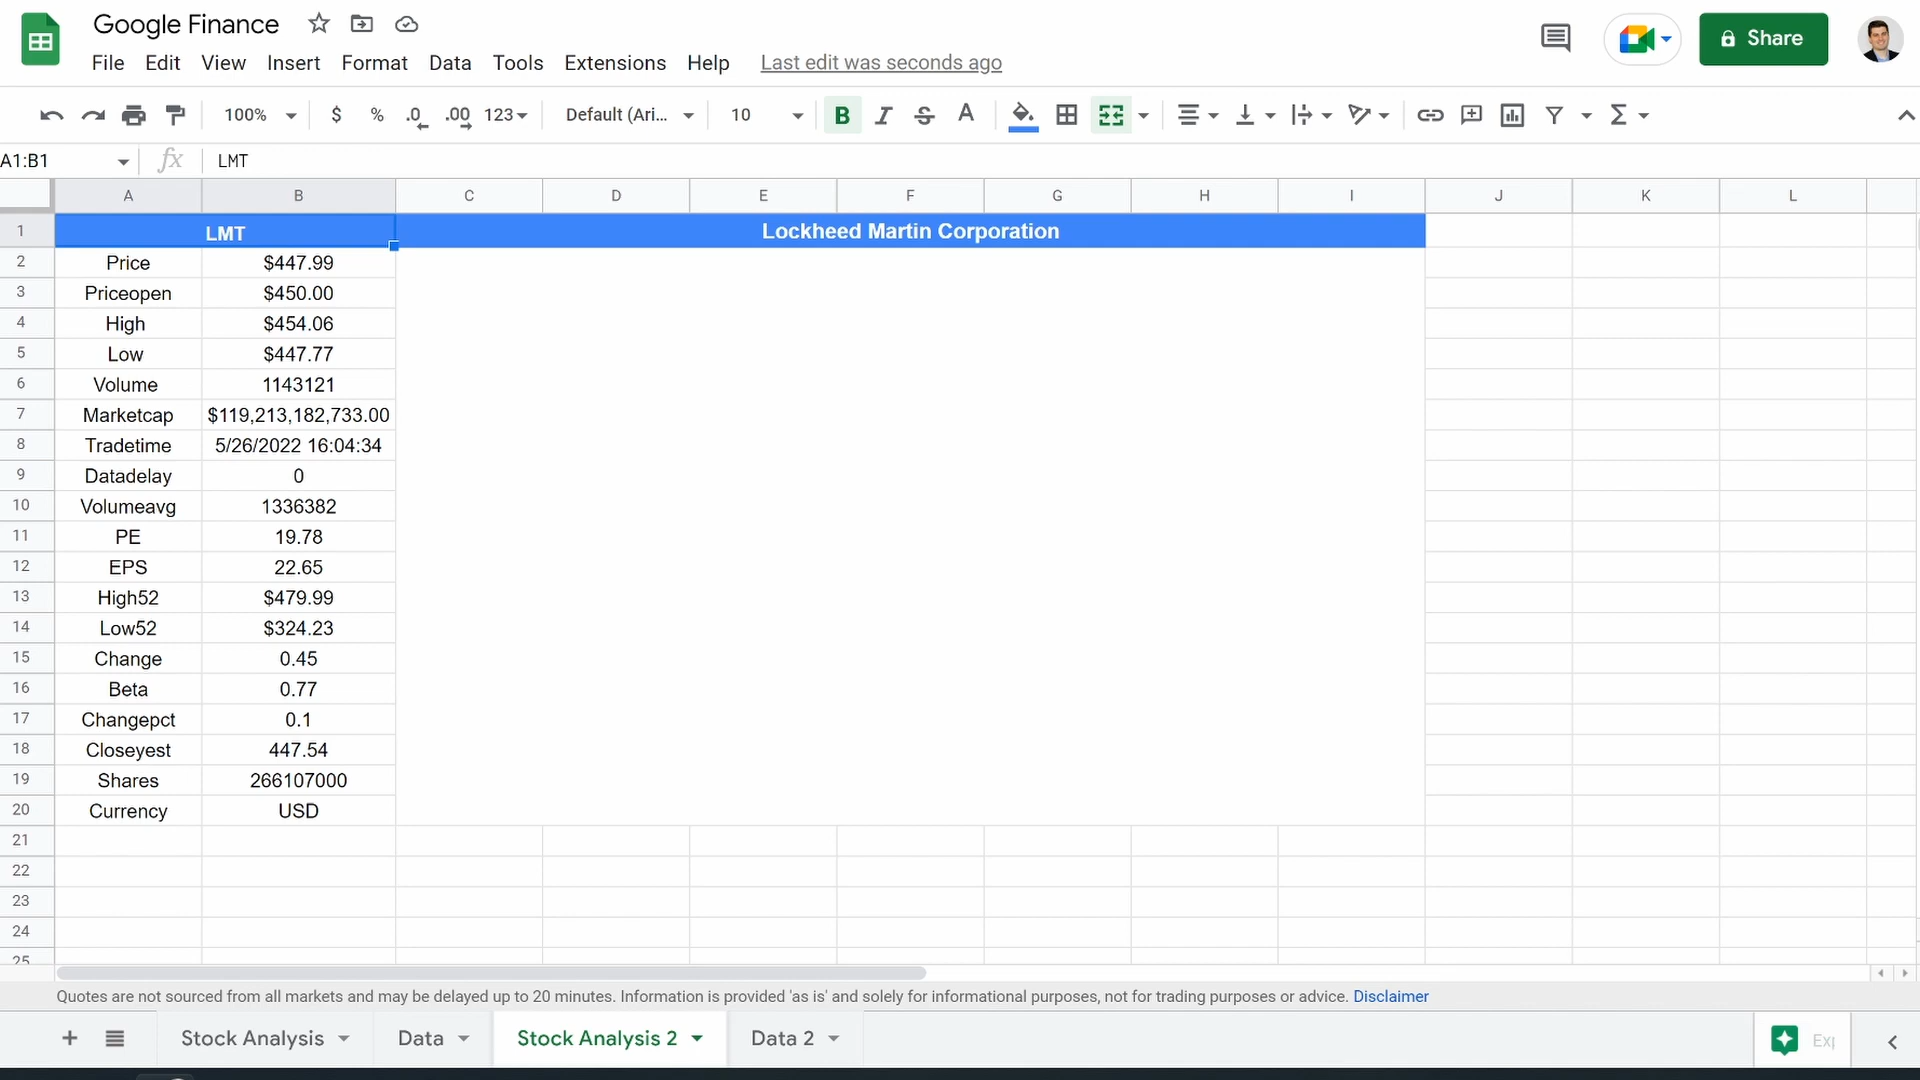 Google Finance
File Edit View Insert Format Data Tools Extensions Help Last edit was seconds ago
Share
100% $ % .0 .00 123 Default (Ari... 10 B I S A Σ
A1:B1 fx LMT
A B C D E F G H I J K L
1 LMT Lockheed Martin Corporation
2 Price $447.99
3 Priceopen $450.00
4 High $454.06
5 Low $447.77
6 Volume 1143121
7 Marketcap $119,213,182,733.00
8 Tradetime 5/26/2022 16:04:34
9 Datadelay 0
10 Volumeavg 1336382
11 PE 19.78
12 EPS 22.65
13 High52 $479.99
14 Low52 $324.23
15 Change 0.45
16 Beta 0.77
17 Changepct 0.1
18 Closeyest 447.54
19 Shares 266107000
20 Currency USD
21
22
23
24
25
Quotes are not sourced from all markets and may be delayed up to 20 minutes. Information is provided 'as is' and solely for informational purposes, not for trading purposes or advice. Disclaimer
+ Stock Analysis Data Stock Analysis 2 Data 2